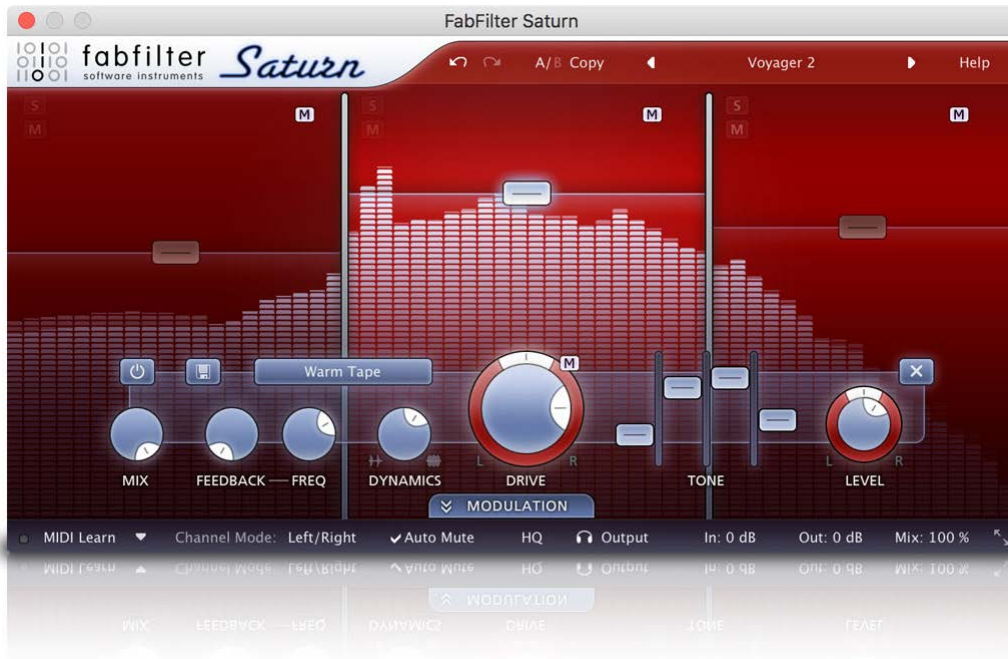 FabFilter Saturn
fabfilter
software instruments
Saturn
A/B Copy
Voyager 2
Help
S
M
M
S
M
M
S
M
M
Warm Tape
M
L R
L R
MIX FEEDBACK FREQ DYNAMICS DRIVE TONE LEVEL
MODULATION
MIDI Learn Channel Mode: Left/Right Auto Mute HQ Output In: 0 dB Out: 0 dB Mix: 100 %